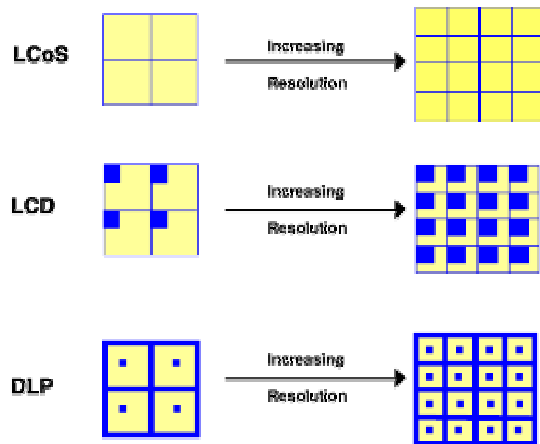 LCoS
Increasing
Resolution
LCD
Increasing
Resolution
DLP
Increasing
Resolution